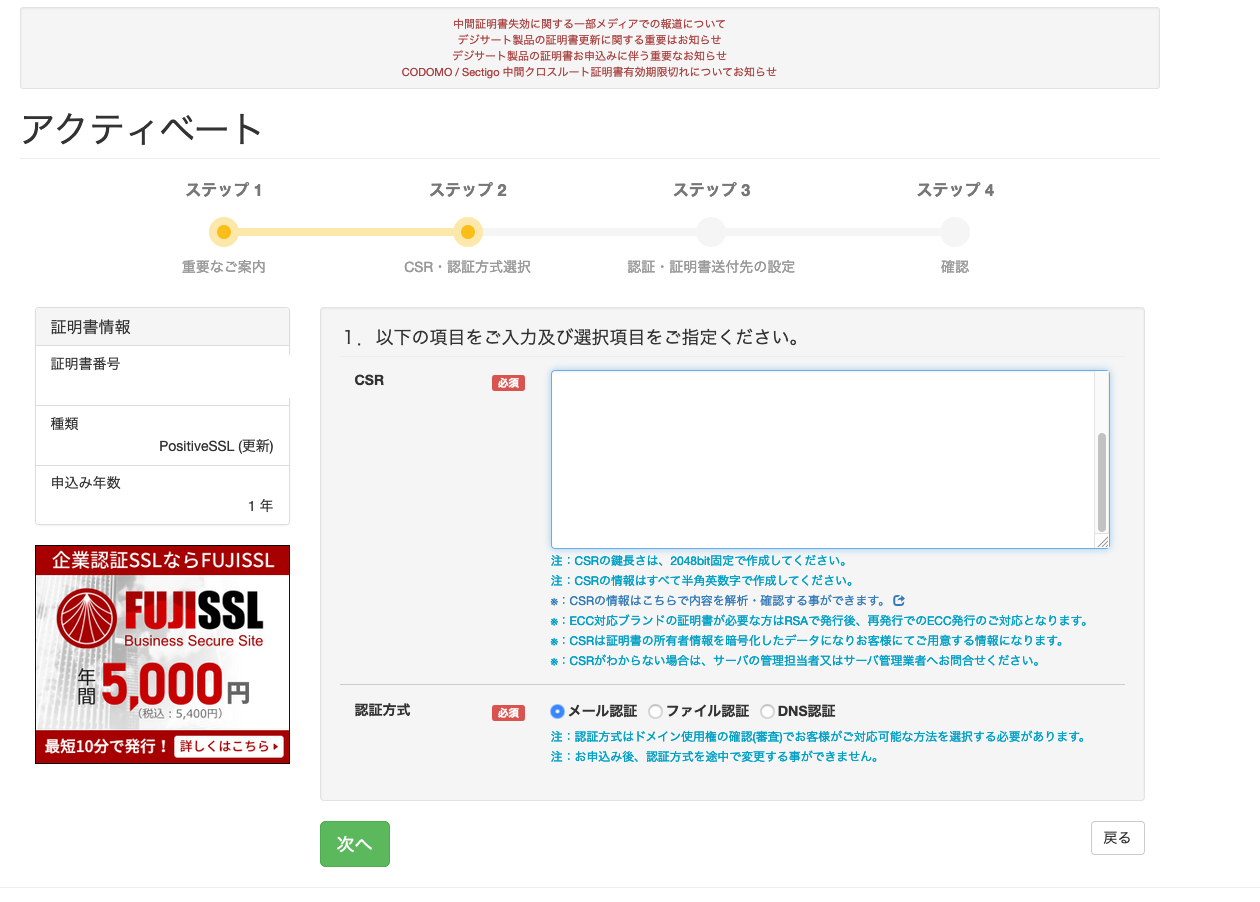 中間証明書失効に関する一部メディアでの報道について
デジサート製品の証明書更新に関する重要はお知らせ
デジサート製品の証明書お申込みに伴う重要なお知らせ
CODOMO / Sectigo 中間クロスルート証明書有効期限切れについてお知らせ
アクティベート
ステップ 1
ステップ 2
ステップ 3
ステップ 4
重要なご案内
CSR・認証方式選択
認証・証明書送付先の設定
確認
証明書情報
証明書番号
種類
PositiveSSL (更新)
申込み年数
1 年
企業認証SSLならFUJISSL
FUJISSL
Business Secure Site
年間 5,000円
(税込：5,400円)
最短10分で発行！ 詳しくはこちら
1． 以下の項目をご入力及び選択項目をご指定ください。
CSR 必須
注：CSRの鍵長さは、2048bit固定で作成してください。
注：CSRの情報はすべて半角英数字で作成してください。
※：CSRの情報はこちらで内容を解析・確認する事ができます。
※：ECC対応ブランドの証明書が必要な方はRSAで発行後、再発行でのECC発行のご対応となります。
※：CSRは証明書の所有者情報を暗号化したデータになりお客様にてご用意する情報になります。
※：CSRがわからない場合は、サーバの管理担当者又はサーバ管理業者へお問合せください。
認証方式 必須 メール認証 ファイル認証 DNS認証
注：認証方式はドメイン使用権の確認(審査)でお客様がご対応可能な方法を選択する必要があります。
注：お申込み後、認証方式を途中で変更する事ができません。
次へ
戻る